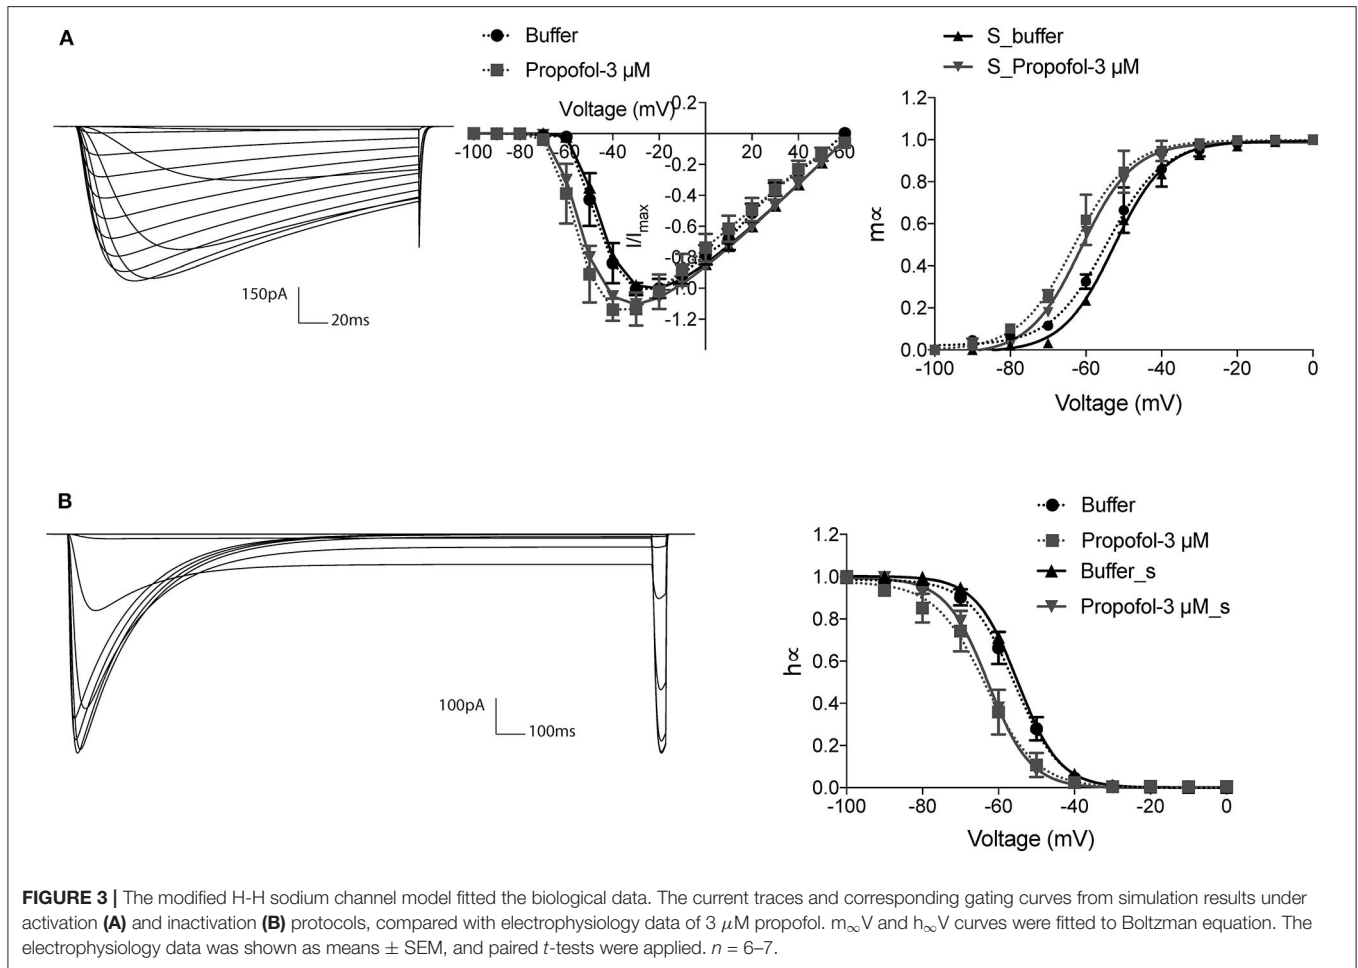 A
Buffer
Propofol-3 μM
S_buffer
S_Propofol-3 μM
150pA
20ms
Voltage (mV)
0.2
-100 -80 -60 -40 -20 20 40 60
-0.2
-0.4
-0.6
-0.8
-1.0
-1.2
I/Imax
1.2
1.0
0.8
0.6
0.4
0.2
0.0
m∝
-100 -80 -60 -40 -20 0
Voltage (mV)
B
100pA
100ms
Buffer
Propofol-3 μM
Buffer_s
Propofol-3 μM_s
1.2
1.0
0.8
0.6
0.4
0.2
0.0
h∝
-100 -80 -60 -40 -20 0
Voltage (mV)
FIGURE 3 | The modified H-H sodium channel model fitted the biological data. The current traces and corresponding gating curves from simulation results under
activation (A) and inactivation (B) protocols, compared with electrophysiology data of 3 μM propofol. m∞V and h∞V curves were fitted to Boltzman equation. The
electrophysiology data was shown as means ± SEM, and paired t-tests were applied. n = 6–7.